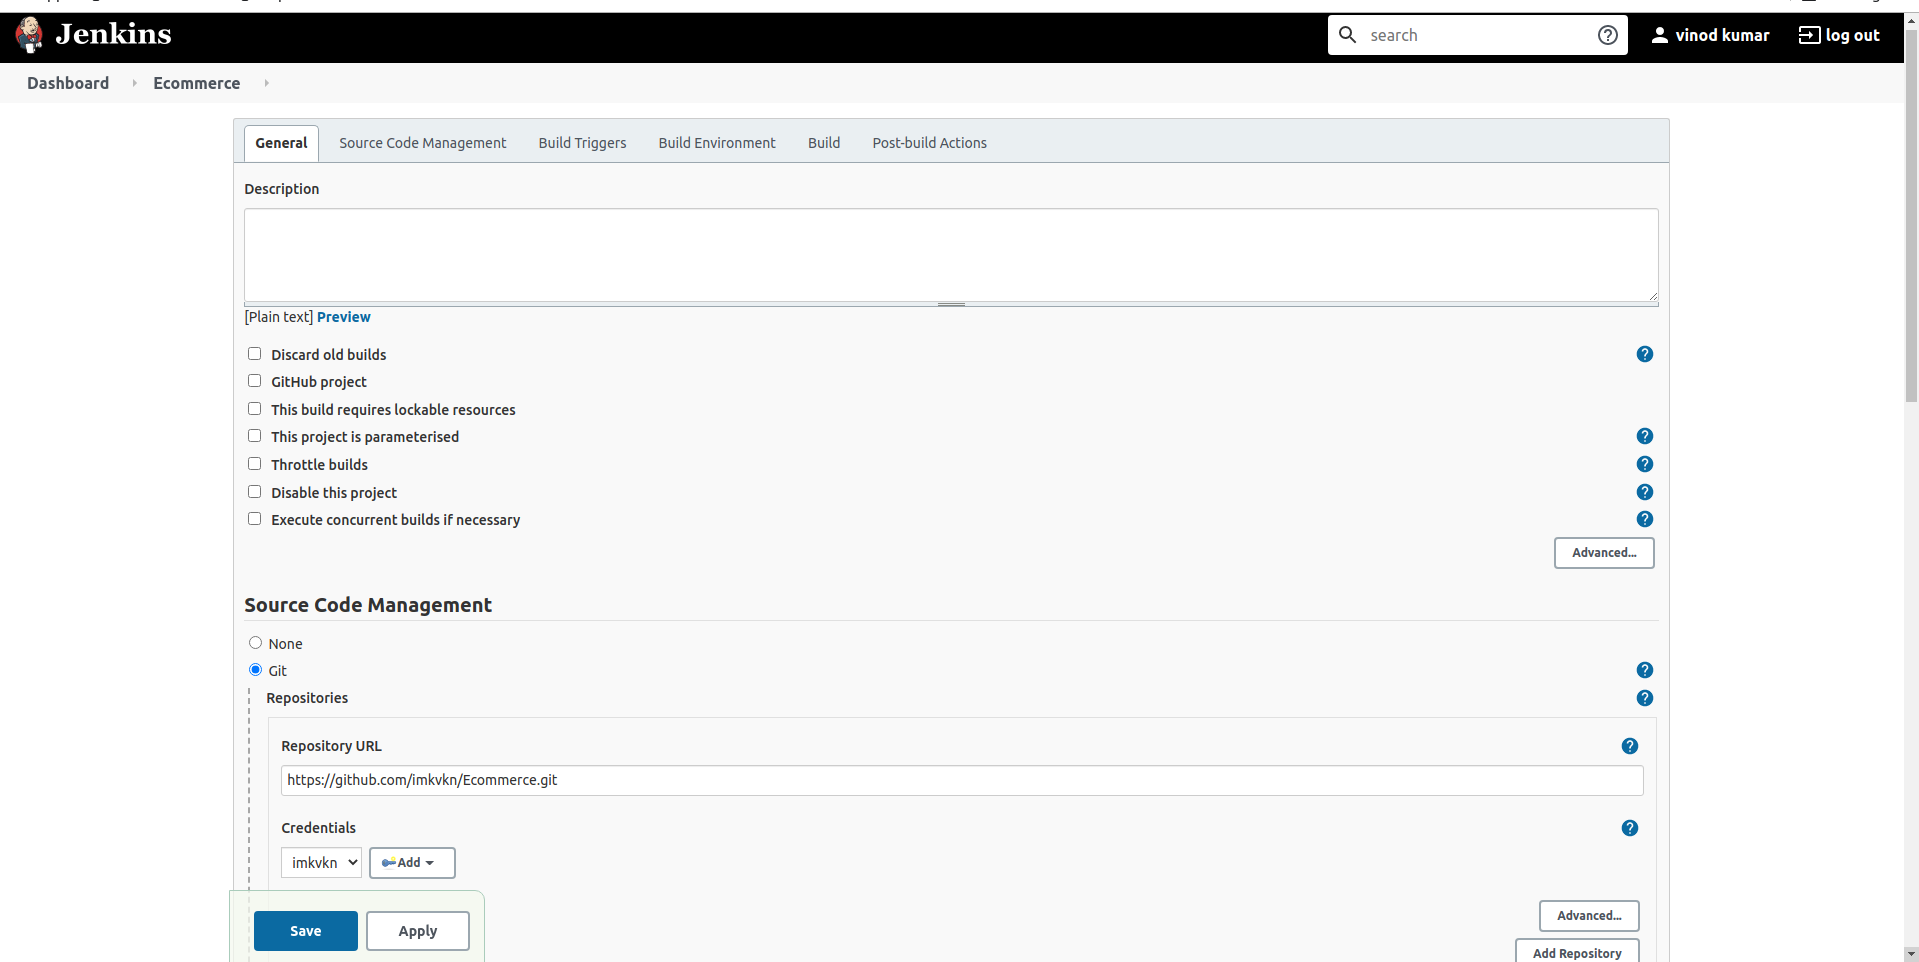 Jenkins
search
vinod kumar
log out
Dashboard
Ecommerce
General
Source Code Management
Build Triggers
Build Environment
Build
Post-build Actions
Description
[Plain text] Preview
Discard old builds
GitHub project
This build requires lockable resources
This project is parameterised
Throttle builds
Disable this project
Execute concurrent builds if necessary
Advanced...
Source Code Management
None
Git
Repositories
Repository URL
https://github.com/imkvkn/Ecommerce.git
Credentials
imkvkn
Add
Advanced...
Save
Apply
Add Repository